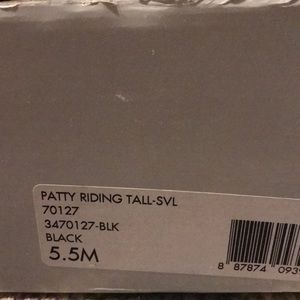 PATTY RIDING TALL-SVL
70127
3470127-BLK
BLACK
5.5M
8 87874 093